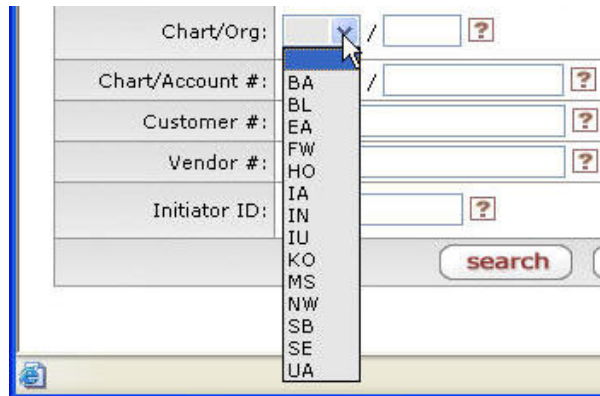 Chart/Org: /
Chart/Account #: /
Customer #:
Vendor #:
Initiator ID:
BA
BL
EA
FW
HO
IA
IN
IU
KO
MS
NW
SB
SE
UA
?
?
?
?
?
search